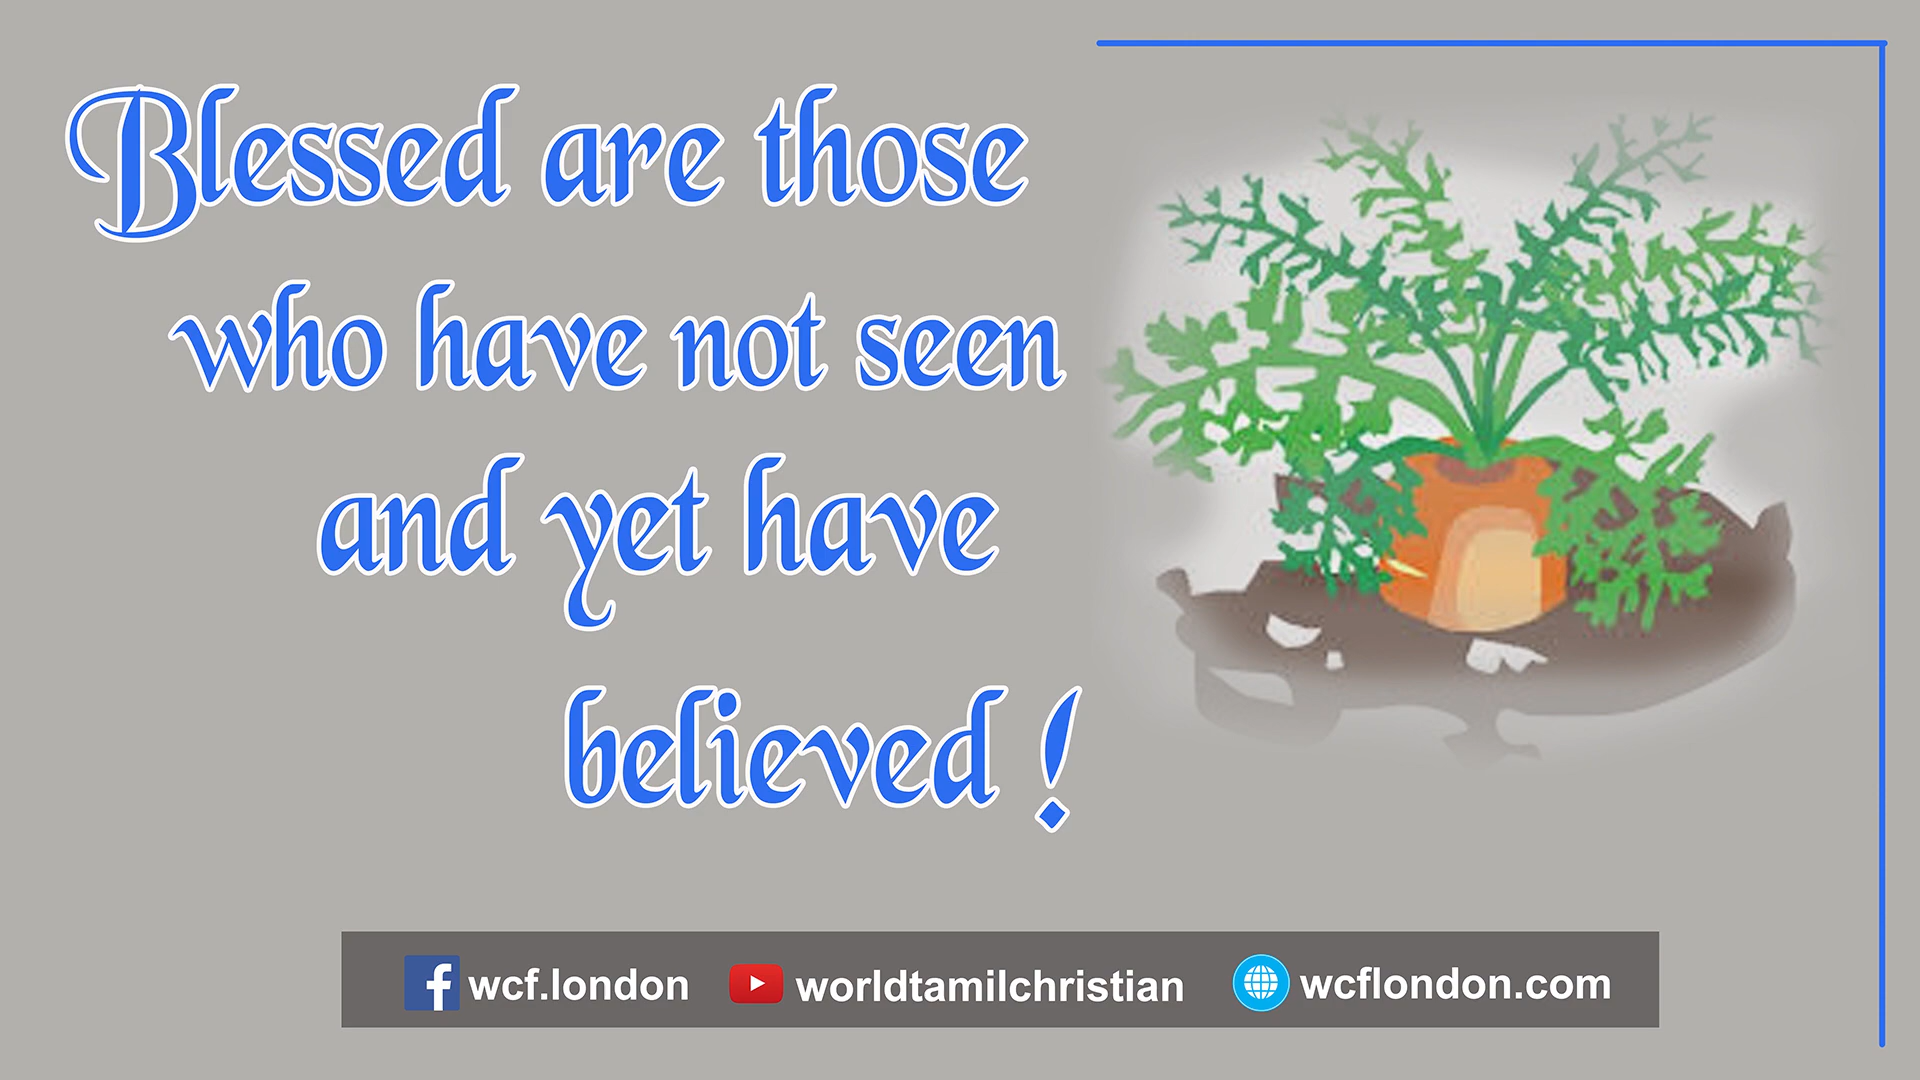 Blessed are those
who have not seen
and yet have
believed !
wcf.london worldtamilchristian wcflondon.com